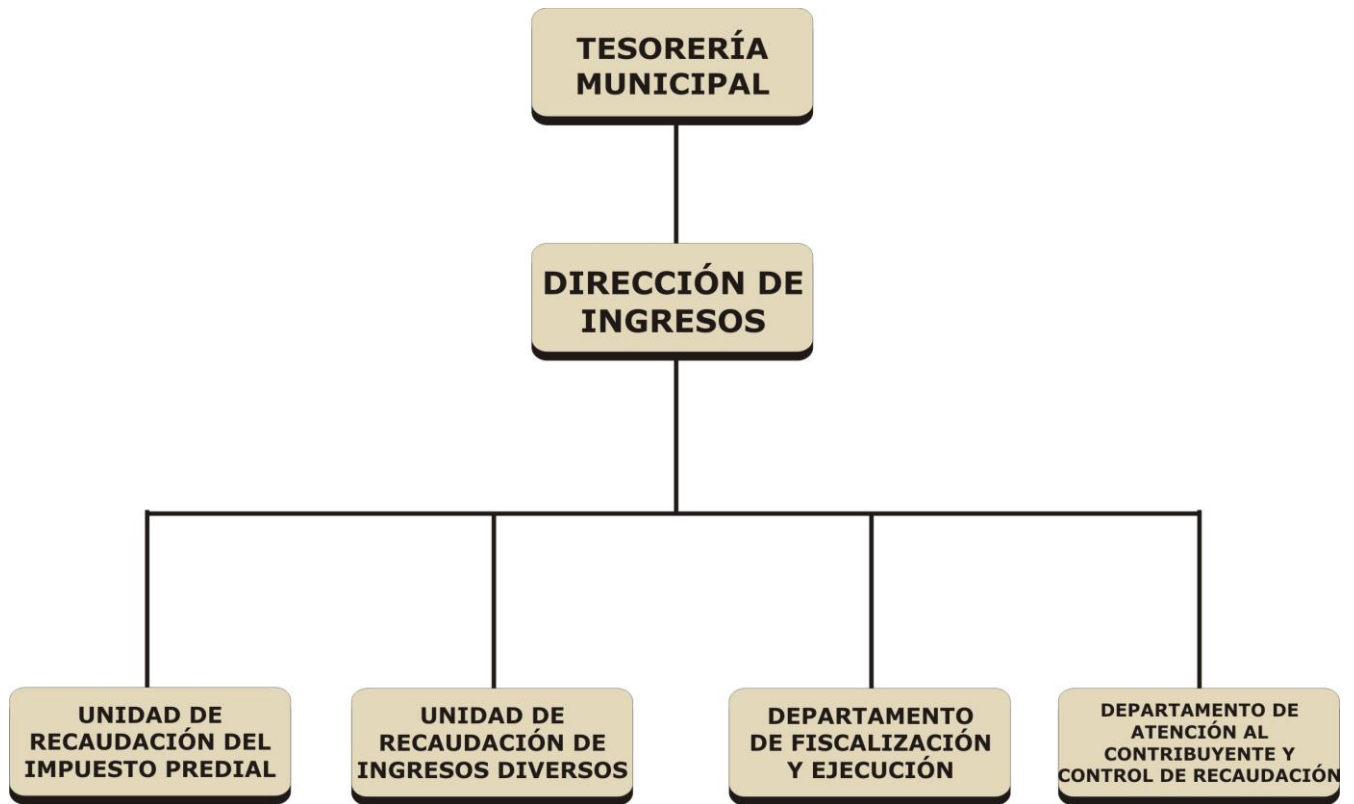 TESORERÍA
MUNICIPAL
DIRECCIÓN DE
INGRESOS
UNIDAD DE
RECAUDACIÓN DEL
IMPUESTO PREDIAL
UNIDAD DE
RECAUDACIÓN DE
INGRESOS DIVERSOS
DEPARTAMENTO
DE FISCALIZACIÓN
Y EJECUCIÓN
DEPARTAMENTO DE
ATENCIÓN AL
CONTRIBUYENTE Y
CONTROL DE RECAUDACIÓN